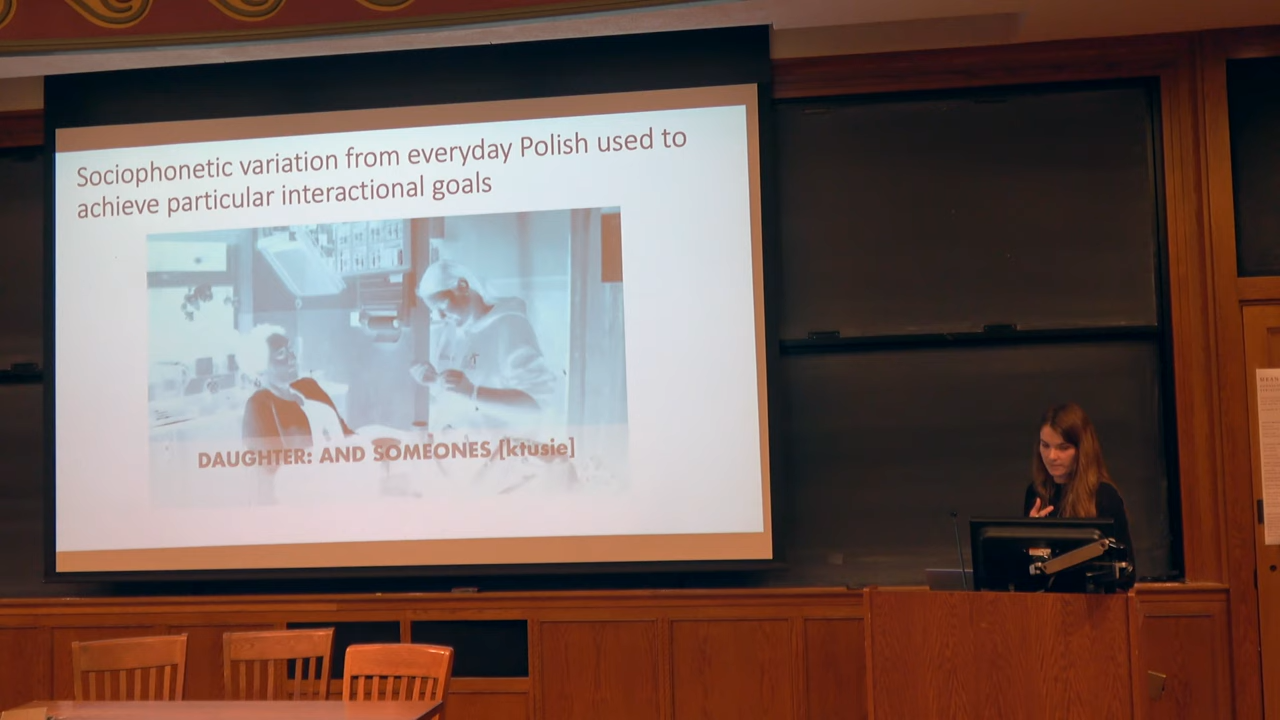 Sociophonetic variation from everyday Polish used to
achieve particular interactional goals
DAUGHTER: AND SOMEONES [ktusie]